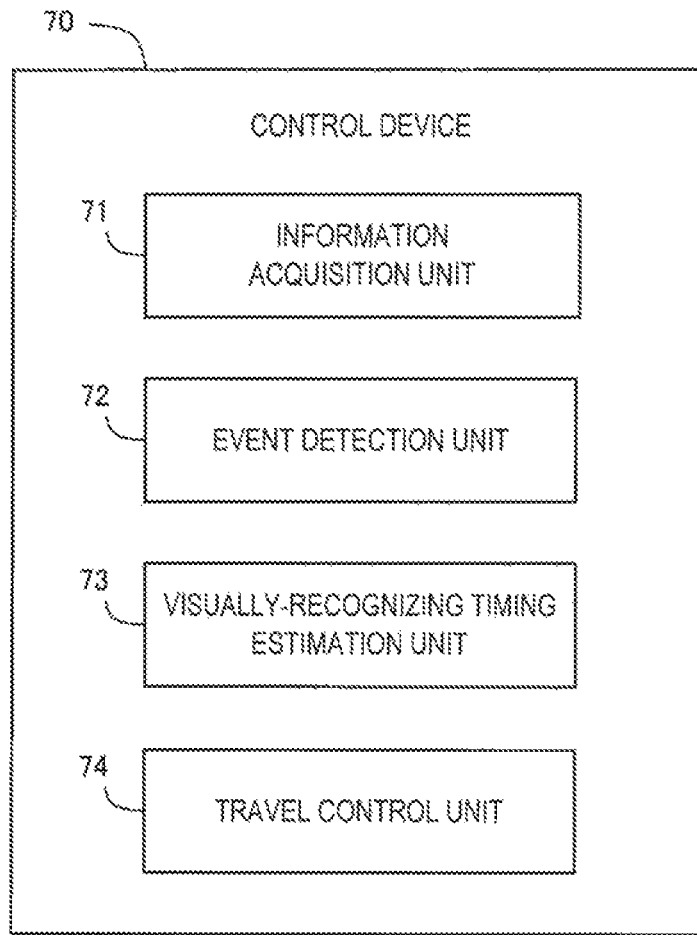 70
CONTROL DEVICE
71
INFORMATION
ACQUISITION UNIT
72
EVENT DETECTION UNIT
73
VISUALLY-RECOGNIZING TIMING
ESTIMATION UNIT
74
TRAVEL CONTROL UNIT